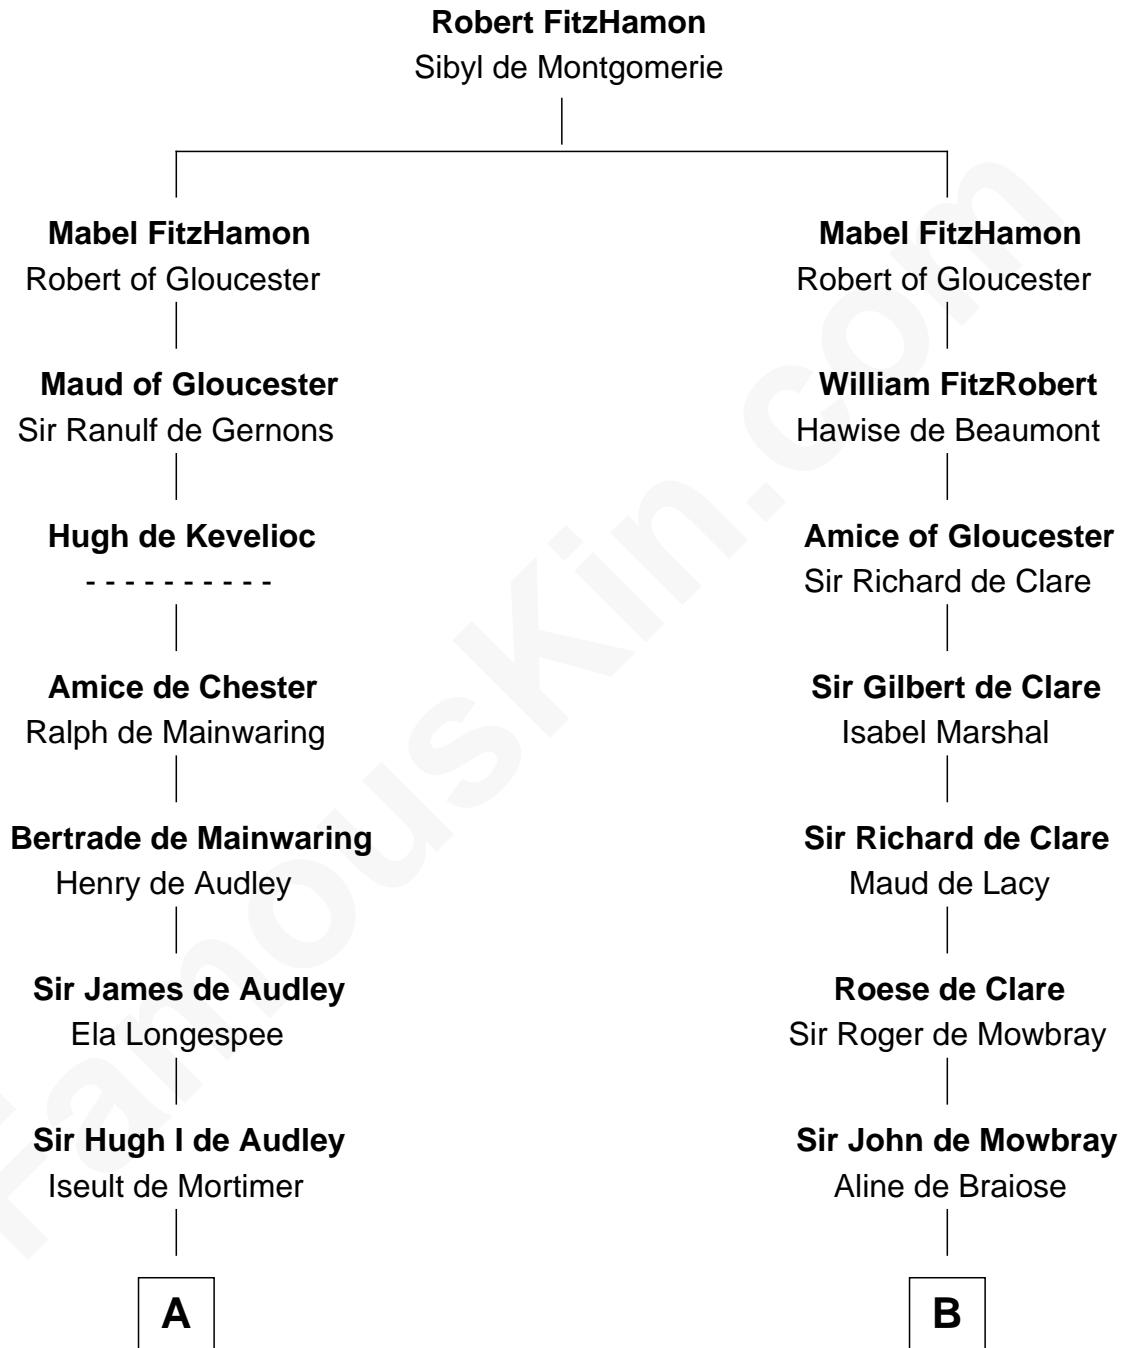 Robert FitzHamon
Sibyl de Montgomerie
Mabel FitzHamon
Robert of Gloucester
Maud of Gloucester
Sir Ranulf de Gernons
Hugh de Kevelioc
- - - - - - - - - -
Amice de Chester
Ralph de Mainwaring
Bertrade de Mainwaring
Henry de Audley
Sir James de Audley
Ela Longespee
Sir Hugh I de Audley
Iseult de Mortimer
A
Mabel FitzHamon
Robert of Gloucester
William FitzRobert
Hawise de Beaumont
Amice of Gloucester
Sir Richard de Clare
Sir Gilbert de Clare
Isabel Marshal
Sir Richard de Clare
Maud de Lacy
Roese de Clare
Sir Roger de Mowbray
Sir John de Mowbray
Aline de Braiose
B
FamousKin.com